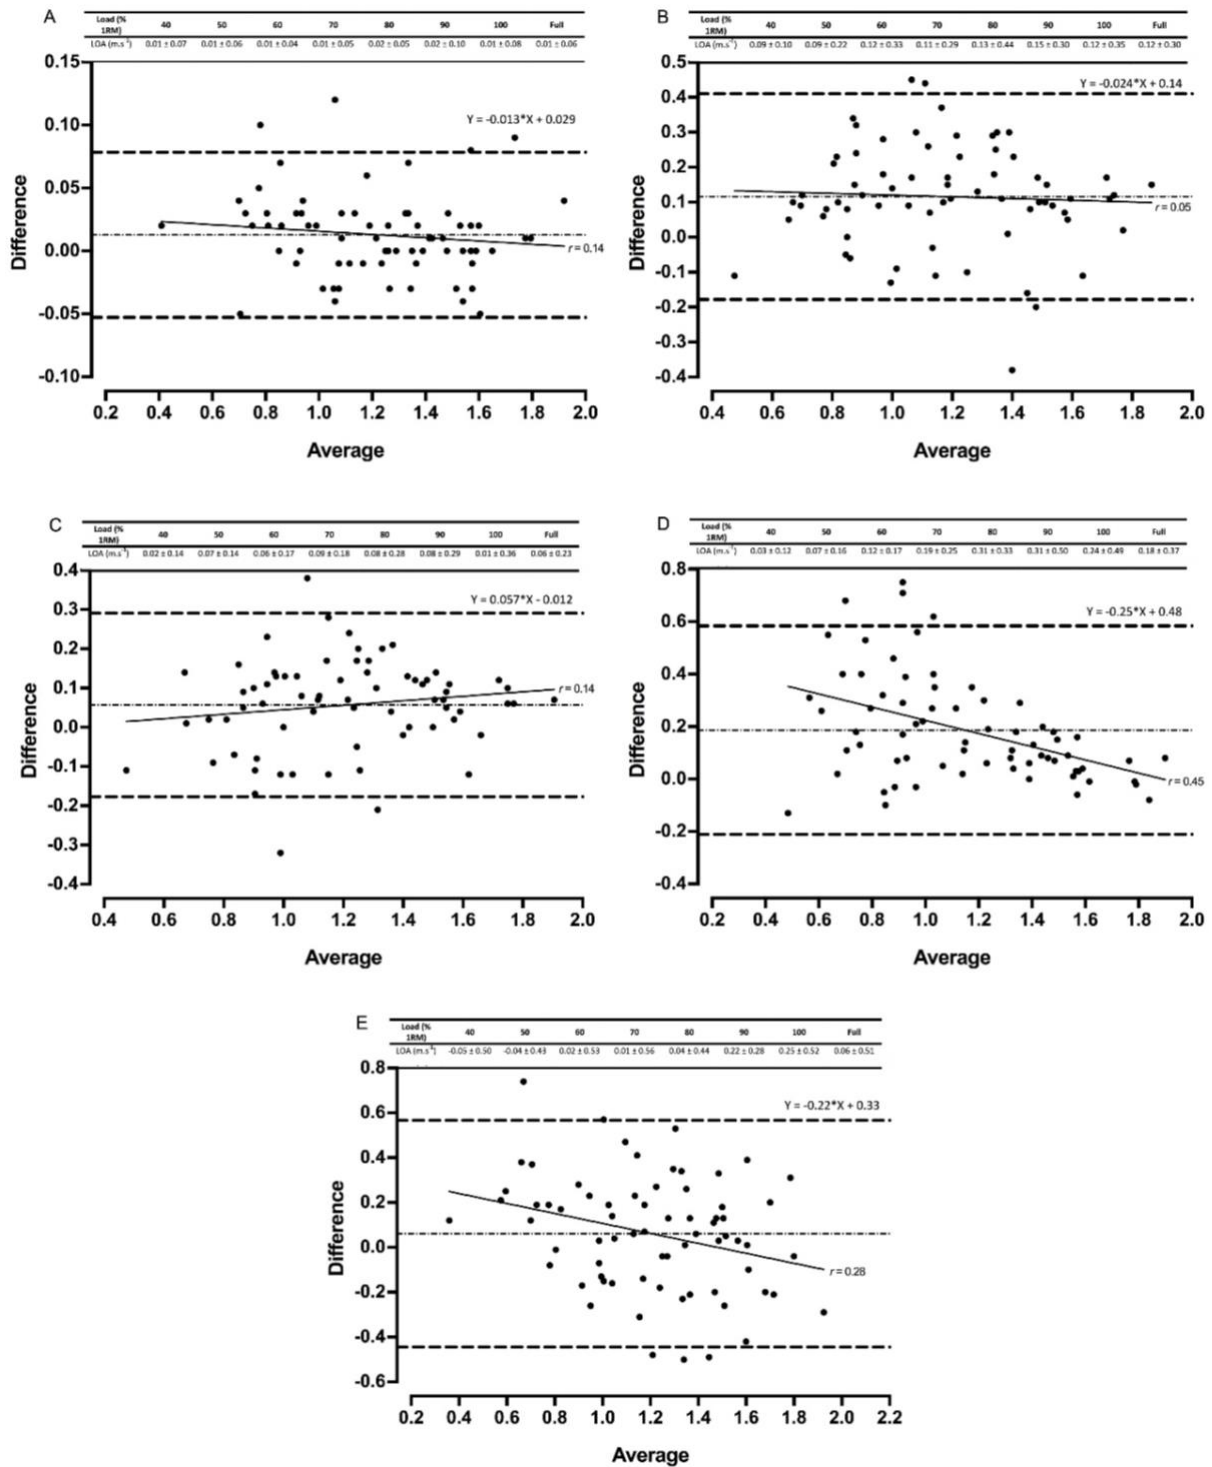 A
Load (% 1RM) 40 50 60 70 80 90 100 Full
LOA (m.s-1) 0.01 ± 0.07 0.01 ± 0.06 0.01 ± 0.04 0.01 ± 0.05 0.02 ± 0.05 0.02 ± 0.10 0.01 ± 0.08 0.01 ± 0.06
0.15
Y = -0.013*X + 0.029
0.10
0.05
0.00
r = 0.14
-0.05
-0.10
Difference
0.2 0.4 0.6 0.8 1.0 1.2 1.4 1.6 1.8 2.0
Average
B
Load (% 1RM) 40 50 60 70 80 90 100 Full
LOA (m.s-1) 0.09 ± 0.10 0.09 ± 0.22 0.12 ± 0.33 0.11 ± 0.29 0.13 ± 0.44 0.15 ± 0.30 0.12 ± 0.35 0.12 ± 0.30
0.5
Y = -0.024*X + 0.14
0.4
0.3
0.2
0.1
r = 0.05
0.0
-0.1
-0.2
-0.3
-0.4
Difference
0.4 0.6 0.8 1.0 1.2 1.4 1.6 1.8 2.0
Average
C
Load (% 1RM) 40 50 60 70 80 90 100 Full
LOA (m.s-1) 0.02 ± 0.14 0.07 ± 0.14 0.06 ± 0.17 0.09 ± 0.18 0.08 ± 0.28 0.08 ± 0.29 0.01 ± 0.36 0.06 ± 0.23
0.4
Y = 0.057*X - 0.012
0.3
0.2
0.1
r = 0.14
0.0
-0.1
-0.2
-0.3
-0.4
Difference
0.4 0.6 0.8 1.0 1.2 1.4 1.6 1.8 2.0
Average
D
Load (% 1RM) 40 50 60 70 80 90 100 Full
LOA (m.s-1) 0.03 ± 0.12 0.07 ± 0.16 0.12 ± 0.17 0.19 ± 0.25 0.31 ± 0.33 0.31 ± 0.50 0.24 ± 0.49 0.18 ± 0.37
0.8
Y = -0.25*X + 0.48
0.6
0.4
0.2
0.0
r = 0.45
-0.2
-0.4
Difference
0.2 0.4 0.6 0.8 1.0 1.2 1.4 1.6 1.8 2.0
Average
E
Load (% 1RM) 40 50 60 70 80 90 100 Full
LOA (m.s-1) -0.05 ± 0.50 -0.04 ± 0.43 0.02 ± 0.53 0.01 ± 0.56 0.04 ± 0.44 0.22 ± 0.28 0.25 ± 0.52 0.06 ± 0.51
0.8
Y = -0.22*X + 0.33
0.6
0.4
0.2
0.0
r = 0.28
-0.2
-0.4
-0.6
Difference
0.2 0.4 0.6 0.8 1.0 1.2 1.4 1.6 1.8 2.0 2.2
Average